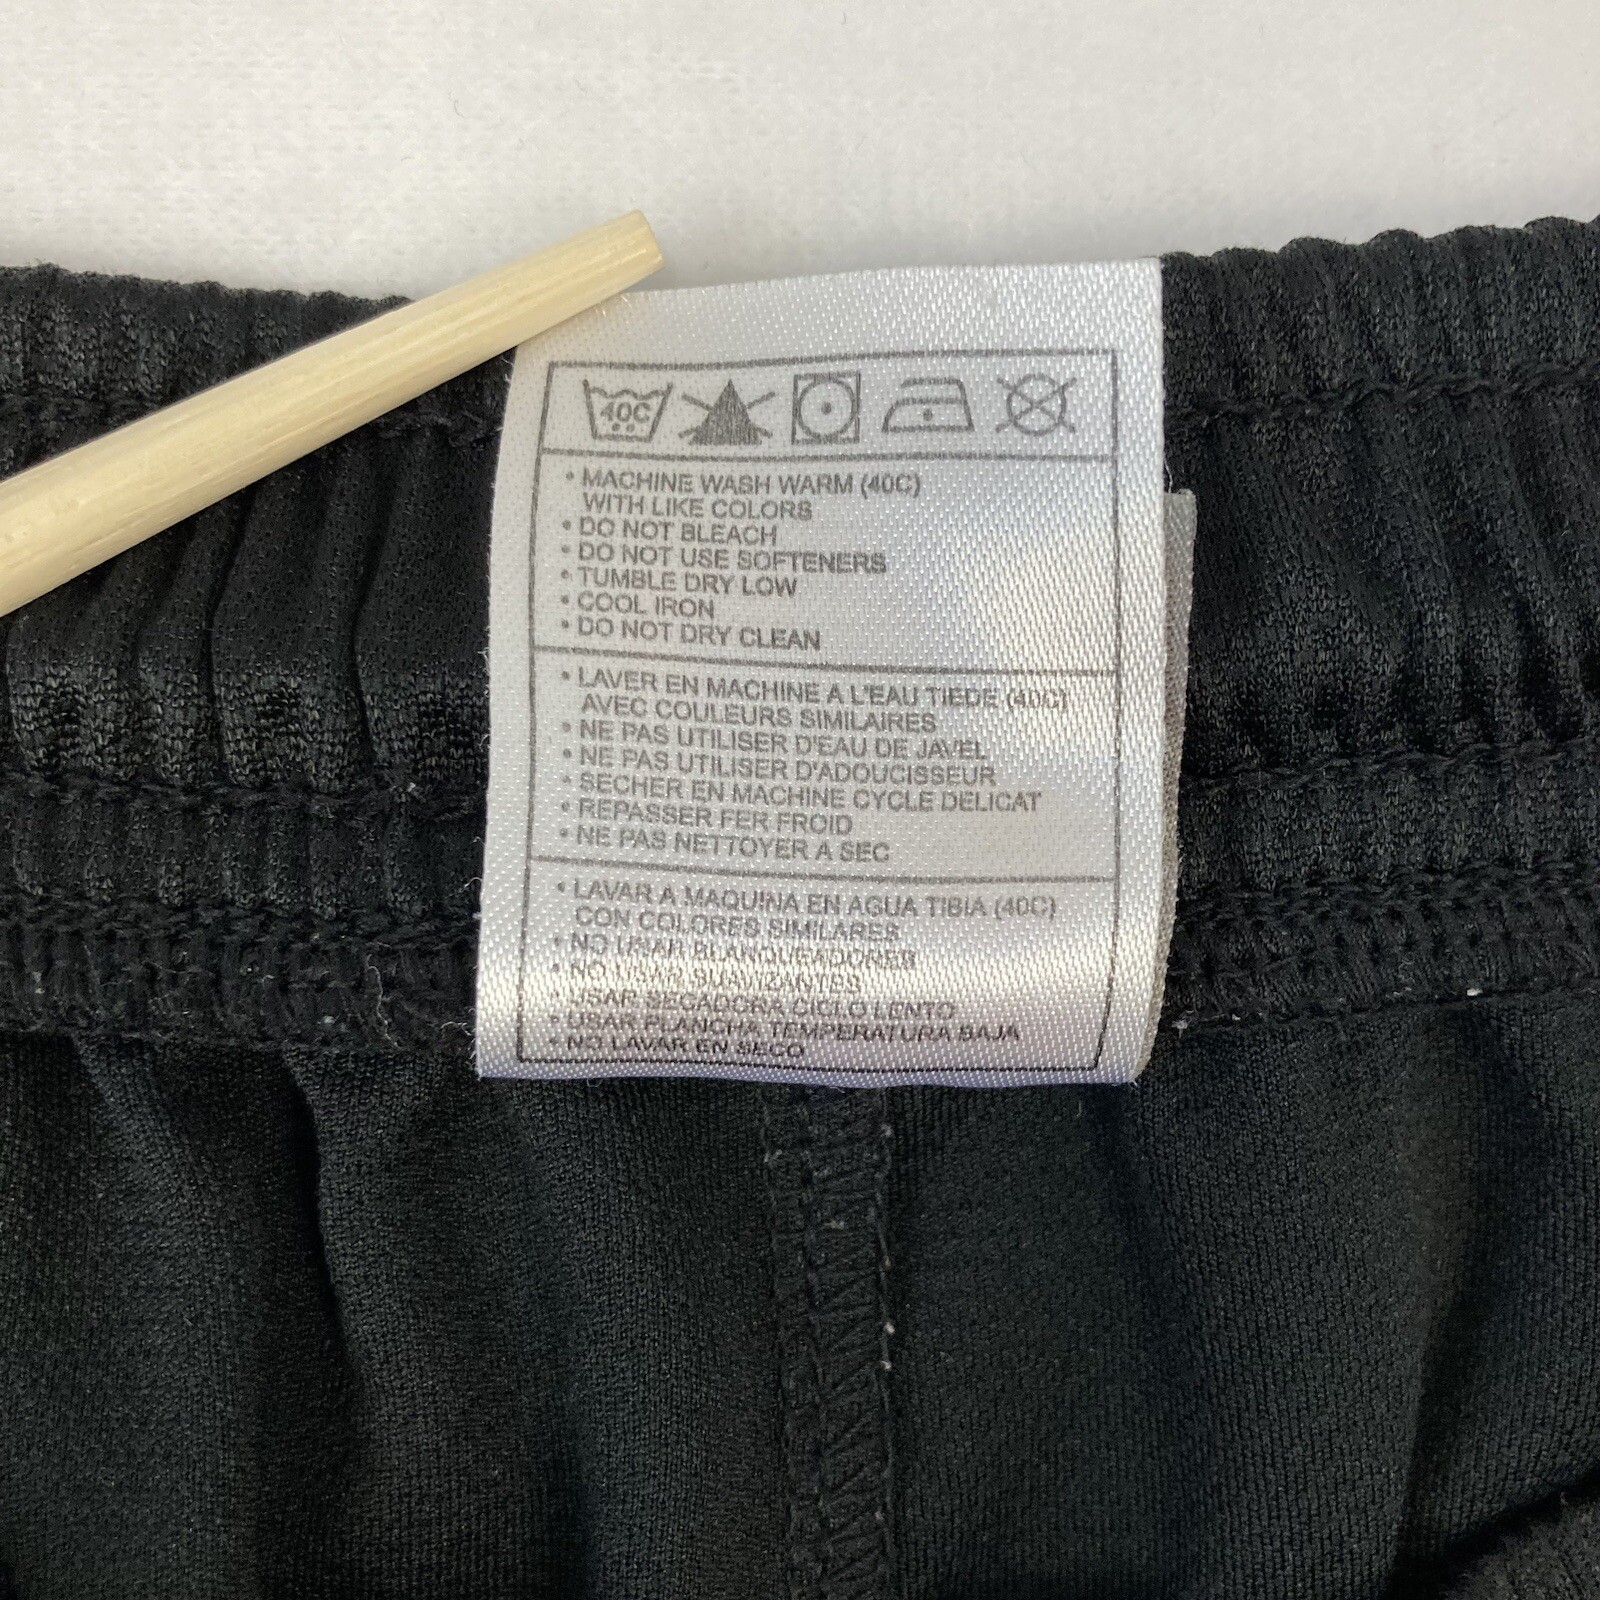 40C
• MACHINE WASH WARM (40C)
WITH LIKE COLORS
• DO NOT BLEACH
• DO NOT USE SOFTENERS
• TUMBLE DRY LOW
• COOL IRON
• DO NOT DRY CLEAN
• LAVER EN MACHINE A L'EAU TIEDE (40C)
AVEC COULEURS SIMILAIRES
• NE PAS UTILISER D'EAU DE JAVEL
• NE PAS UTILISER D'ADOUCISSEUR
• SECHER EN MACHINE CYCLE DELICAT
• REPASSER FER FROID
• NE PAS NETTOYER A SEC
• LAVAR A MAQUINA EN AGUA TIBIA (40C)
CON COLORES SIMILARES
• NO USAR BLANQUEADORES
• NO USAR SUAVIZANTES
• USAR SECADORA CICLO LENTO
• USAR PLANCHA TEMPERATURA BAJA
• NO LAVAR EN SECO